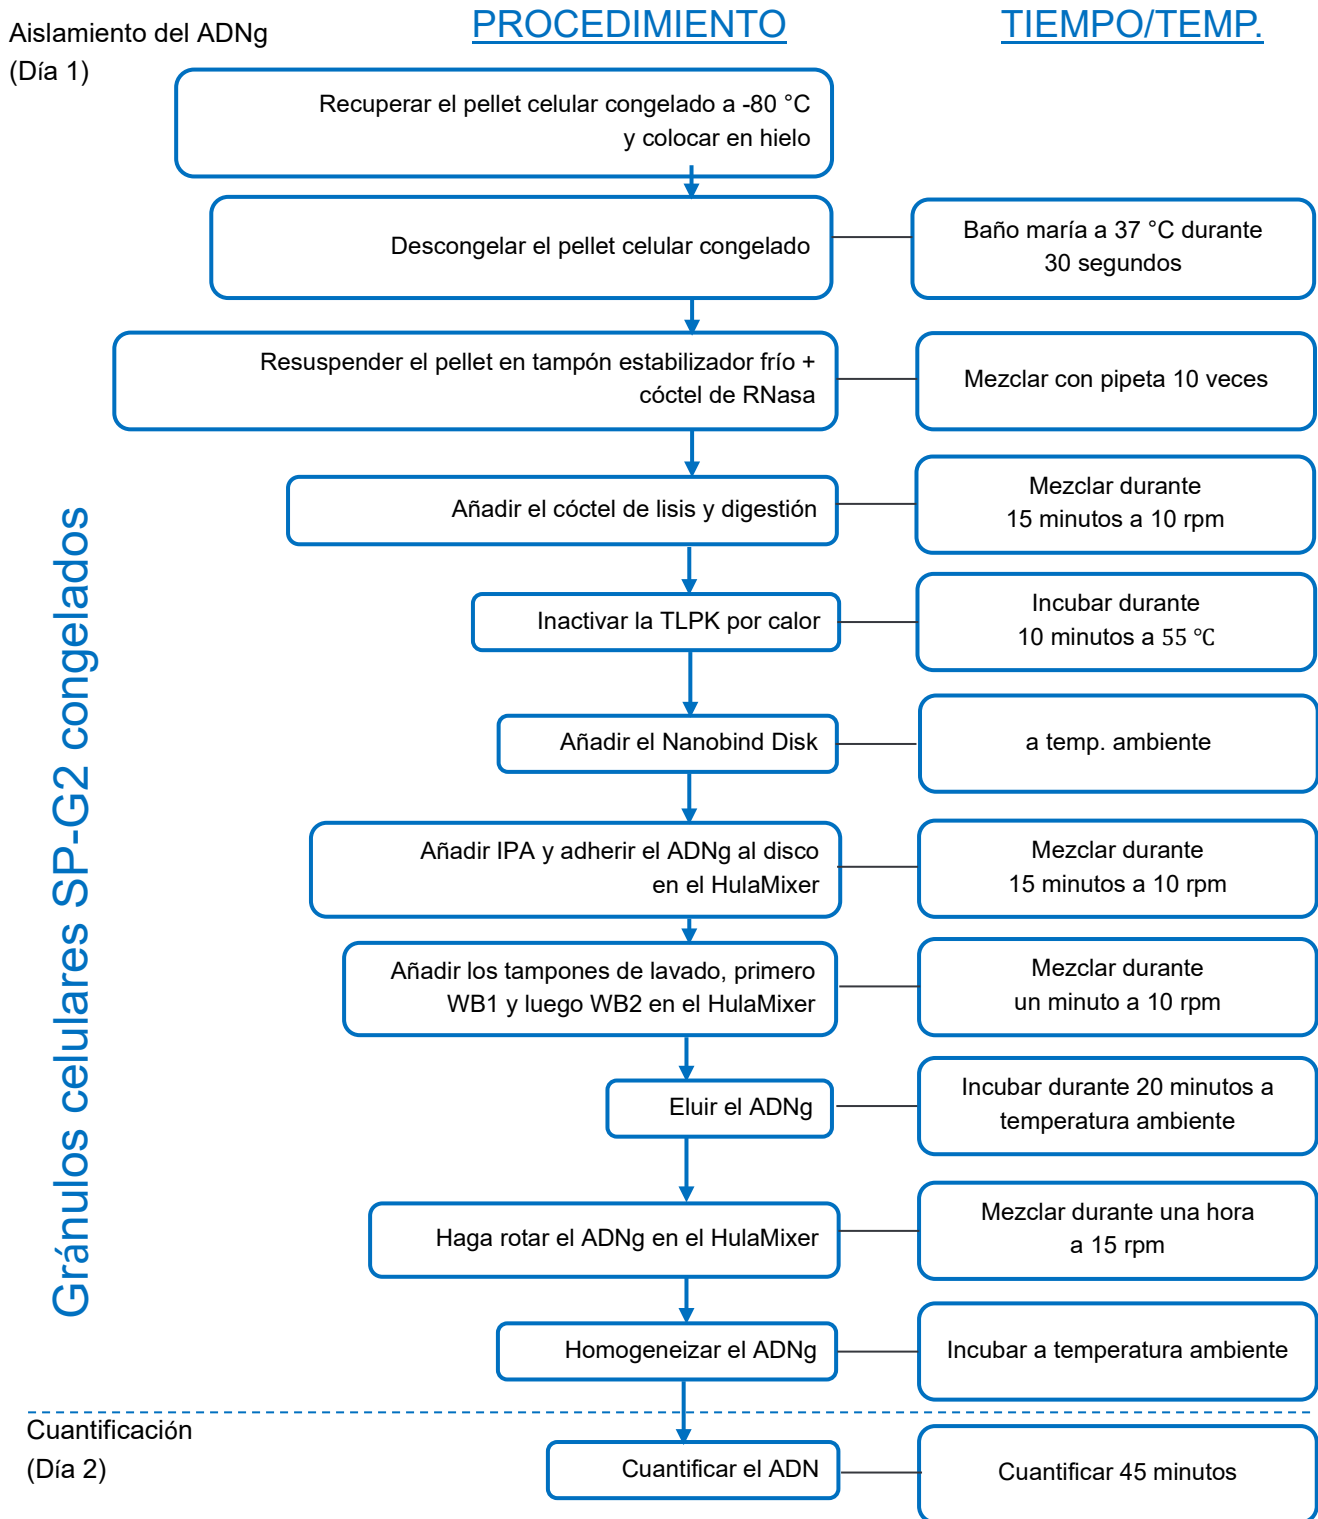 Aislamiento del ADNg
(Día 1)
PROCEDIMIENTO
TIEMPO/TEMP.
Recuperar el pellet celular congelado a -80 °C
y colocar en hielo
Descongelar el pellet celular congelado
Baño maría a 37 °C durante
30 segundos
Resuspender el pellet en tampón estabilizador frío +
cóctel de RNasa
Mezclar con pipeta 10 veces
Añadir el cóctel de lisis y digestión
Mezclar durante
15 minutos a 10 rpm
Inactivar la TLPK por calor
Incubar durante
10 minutos a 55 °C
Añadir el Nanobind Disk
a temp. ambiente
Añadir IPA y adherir el ADNg al disco
en el HulaMixer
Mezclar durante
15 minutos a 10 rpm
Añadir los tampones de lavado, primero
WB1 y luego WB2 en el HulaMixer
Mezclar durante
un minuto a 10 rpm
Eluir el ADNg
Incubar durante 20 minutos a
temperatura ambiente
Haga rotar el ADNg en el HulaMixer
Mezclar durante una hora
a 15 rpm
Homogeneizar el ADNg
Incubar a temperatura ambiente
Gránulos celulares SP-G2 congelados
Cuantificación
(Día 2)
Cuantificar el ADN
Cuantificar 45 minutos